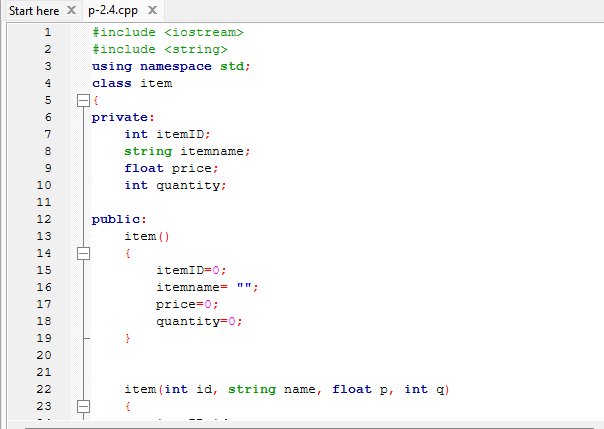 Start here X p-2.4.cpp X
1 #include <iostream>
2 #include <string>
3 using namespace std;
4 class item
5 {
6 private:
7 int itemID;
8 string itemname;
9 float price;
10 int quantity;
11
12 public:
13 item()
14 {
15 itemID=0;
16 itemname= "";
17 price=0;
18 quantity=0;
19 }
20
21
22 item(int id, string name, float p, int q)
23 {